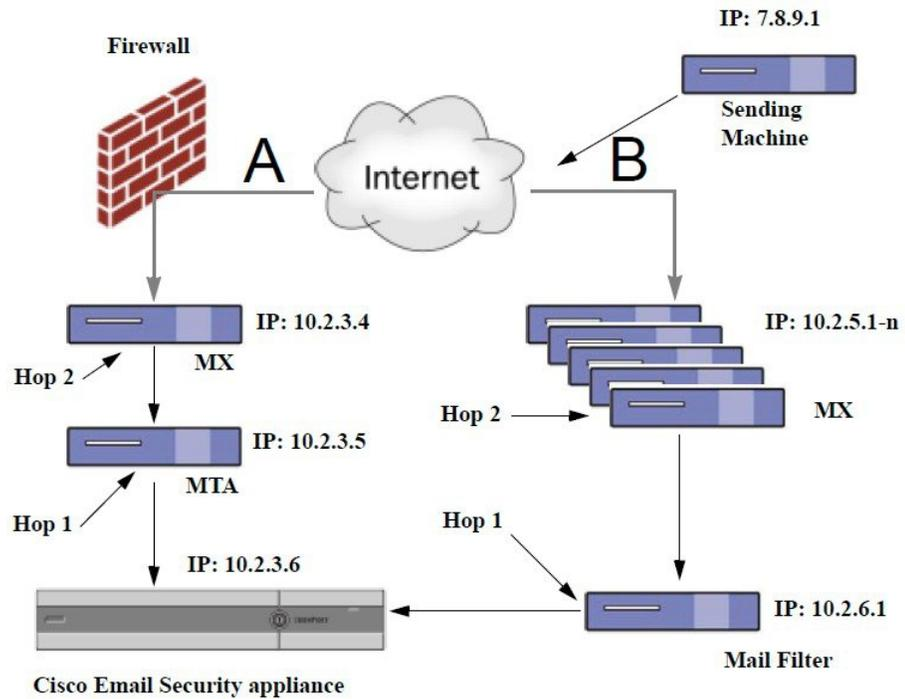 IP: 7.8.9.1
Firewall
Sending
Machine
A
B
Internet
IP: 10.2.3.4
IP: 10.2.5.1-n
MX
Hop 2
Hop 2
MX
IP: 10.2.3.5
MTA
Hop 1
Hop 1
IP: 10.2.3.6
IP: 10.2.6.1
Mail Filter
Cisco Email Security appliance